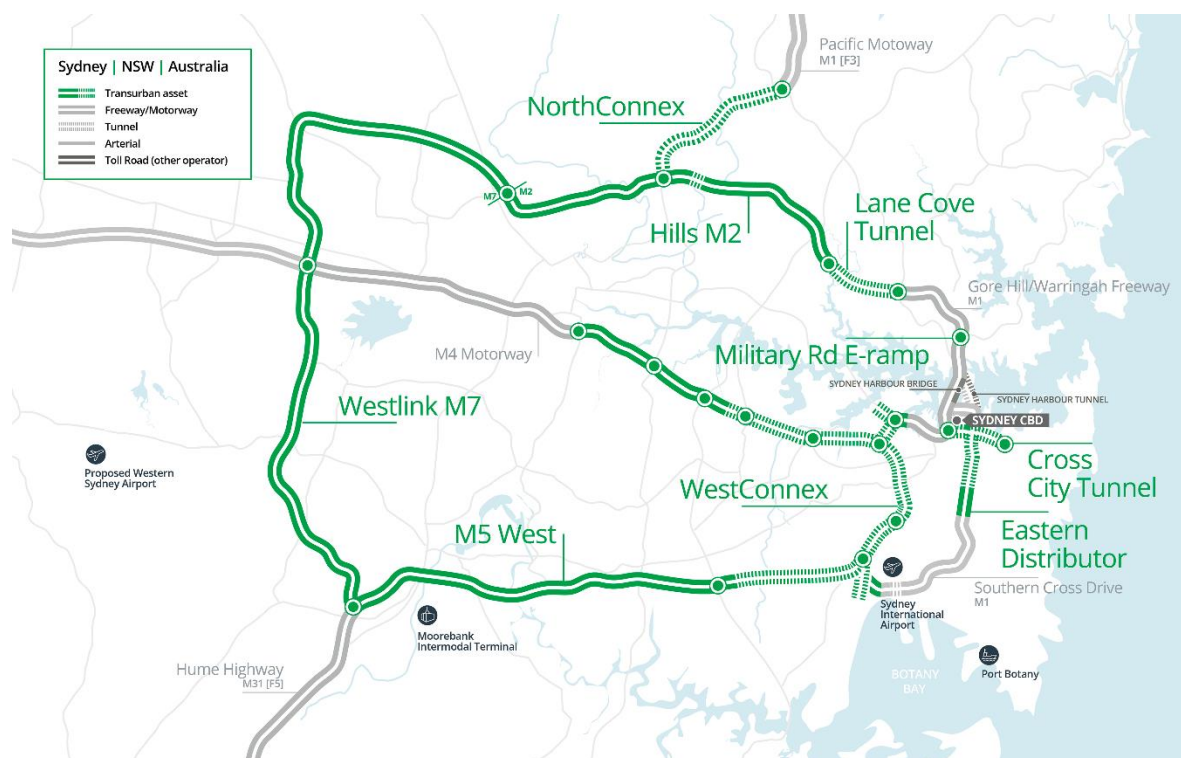 Sydney | NSW | Australia
Transurban asset
Freeway/Motorway
Tunnel
Arterial
Toll Road (other operator)
Pacific Motoway
M1 [F3]
NorthConnex
M7
M2
Hills M2
Lane Cove
Tunnel
Gore Hill/Warringah Freeway
M1
M4 Motorway
Military Rd E-ramp
SYDNEY HARBOUR BRIDGE
SYDNEY HARBOUR TUNNEL
SYDNEY CBD
Westlink M7
Proposed Western
Sydney Airport
WestConnex
Cross
City Tunnel
M5 West
Eastern
Distributor
Southern Cross Drive
M1
Sydney
International
Airport
Moorebank
Intermodal Terminal
Hume Highway
M31 [F5]
BOTANY
BAY
Port Botany